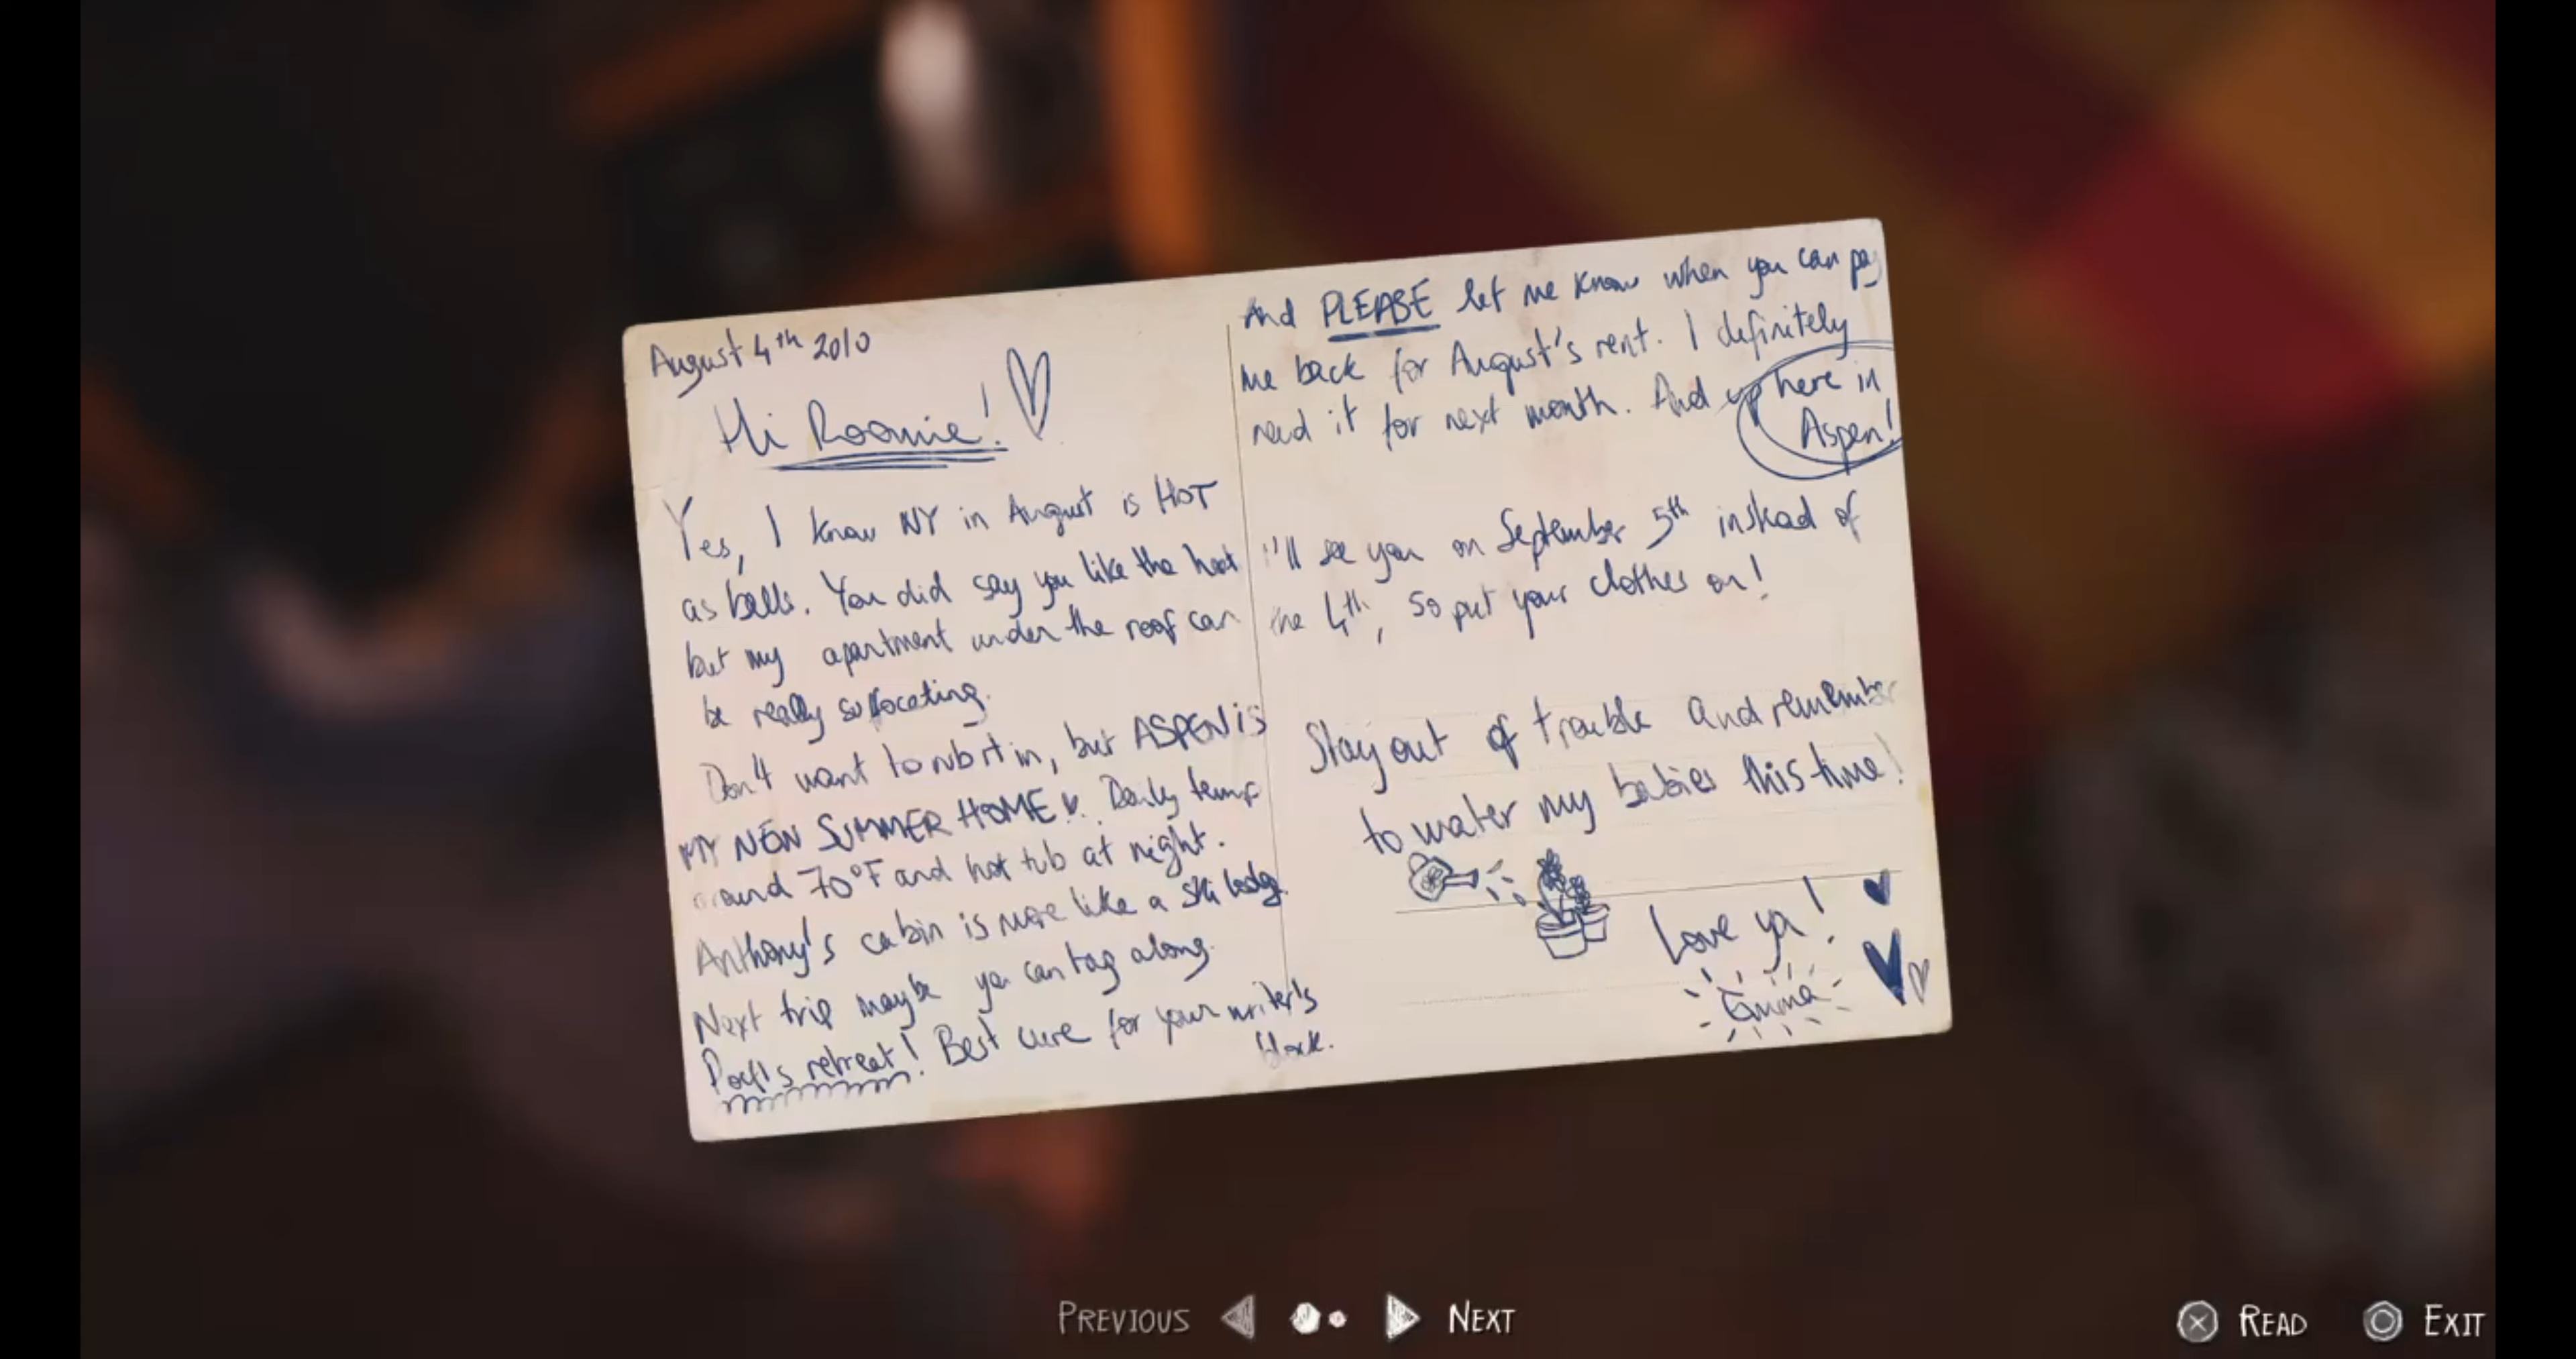 August 4th 2010
Hi Roomie!
Yes, I know NY in August is HOT
as balls. You did say you like the heat
but my apartment under the roof can
be really suffocating.
Don't want to rub it in, but ASPEN IS
MY NEW SUMMER HOME!! Daily temp
around 70°F and hot tub at night.
Anthony's cabin is more like a ski lodge.
Next trip maybe you can tag along.
Poet's retreat! Best cure for your writer's
block.
And PLEASE let me know when you can pay
me back for August's rent. I definitely
need it for next month. And up here in
Aspen!
I'll see you on September 5th instead of
the 4th, so put your clothes on!
Stay out of trouble and remember
to water my babies this time!
Love ya!
Emma
PREVIOUS
NEXT
READ
EXIT